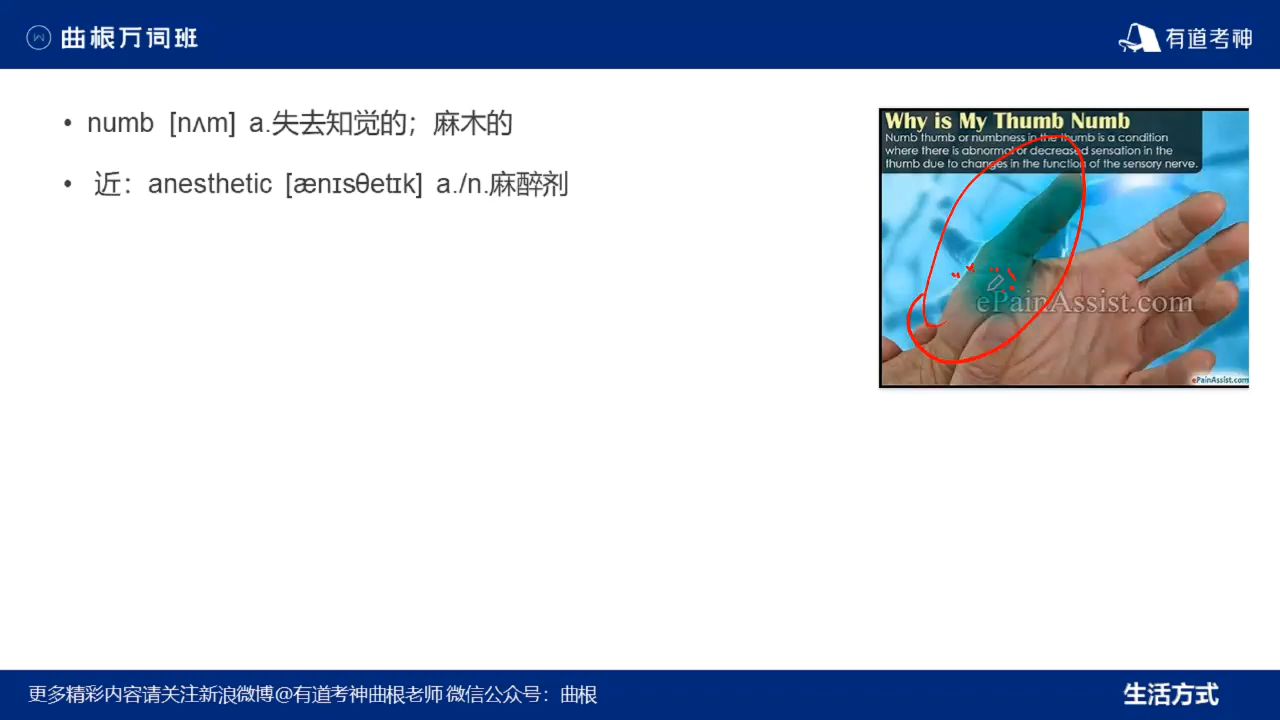 曲根万词班
有道考神
• numb [nʌm] a.失去知觉的；麻木的
• 近：anesthetic [ænɪsθetɪk] a./n.麻醉剂
Why is My Thumb Numb
Numb thumb or numbness in the thumb is a condition
where there is abnormal or decreased sensation in the
thumb due to changes in the function of the sensory nerve.
ePainAssist.com
ePainAssist.com
更多精彩内容请关注新浪微博@有道考神曲根老师 微信公众号：曲根
生活方式